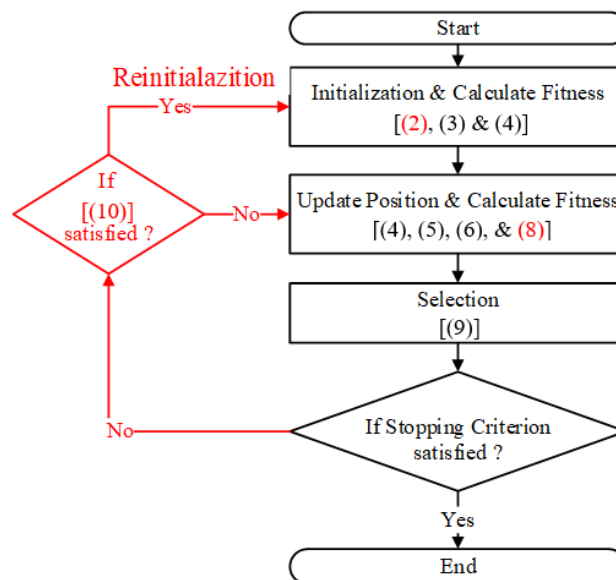 Start
Reinitialazition
Initialization & Calculate Fitness
[(2), (3) & (4)]
Yes
If
[(10)]
satisfied ?
No
Update Position & Calculate Fitness
[(4), (5), (6), & (8)]
Selection
[(9)]
If Stopping Criterion
satisfied ?
No
Yes
End